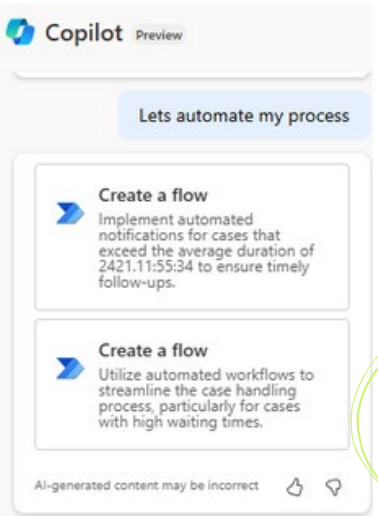 Copilot Preview
Lets automate my process
Create a flow
Implement automated
notifications for cases that
exceed the average duration of
2421.11:55:34 to ensure timely
follow-ups.
Create a flow
Utilize automated workflows to
streamline the case handling
process, particularly for cases
with high waiting times.
AI-generated content may be incorrect